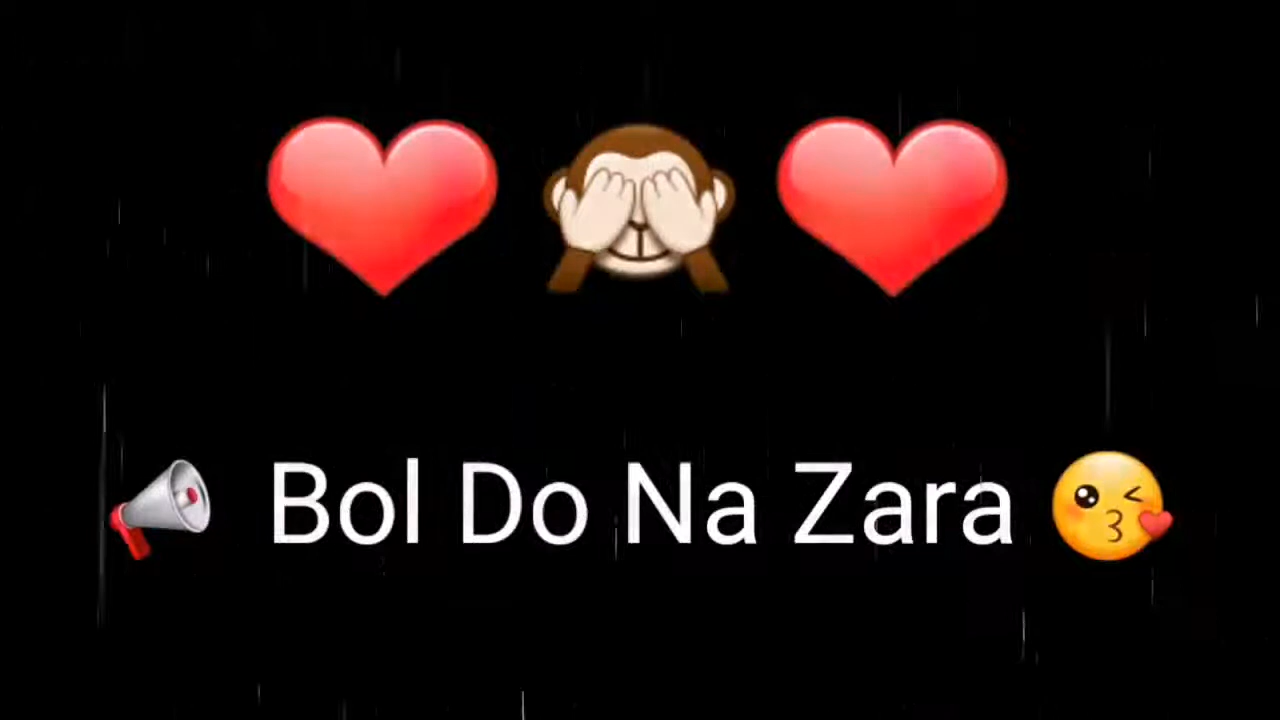 ❤️ 🙈 ❤️
📢 Bol Do Na Zara 😘